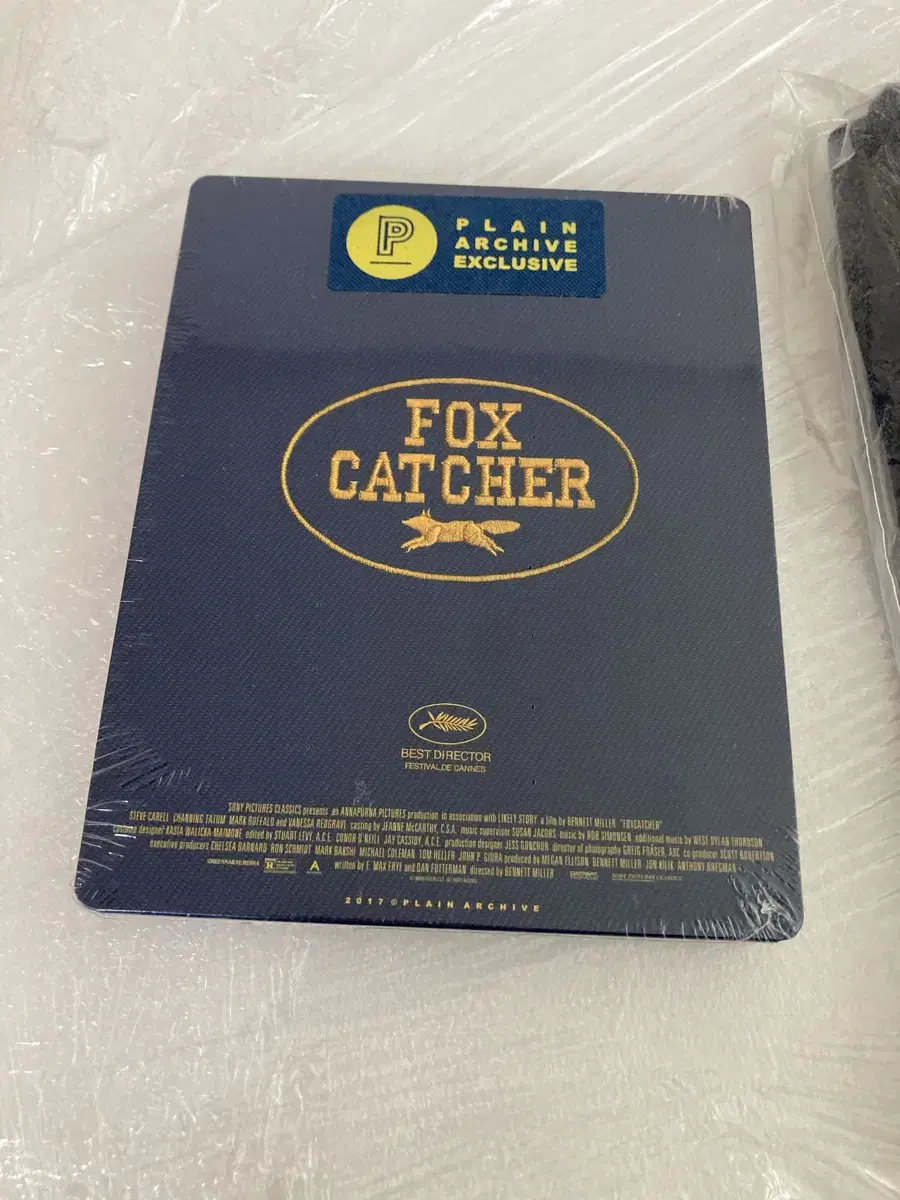 P
PLAIN
ARCHIVE
EXCLUSIVE
FOX
CATCHER
BEST DIRECTOR
FESTIVAL DE CANNES
SONY PICTURES CLASSICS presents an ANNAPURNA PICTURES production in association with LIKELY STORY a film by BENNETT MILLER "FOXCATCHER"
STEVE CARELL CHANNING TATUM MARK RUFFALO and VANESSA REDGRAVE casting by JEANNE McCARTHY, C.S.A. music supervisor SUSAN JACOBS music by ROB SIMONSEN additional music by WEST DYLAN THORDSON
costume designer KASIA WALICKA MAIMONE edited by STUART LEVY, A.C.E. CONOR O'NEILL JAY CASSIDY, A.C.E. production designer JESS GONCHOR director of photography GREIG FRASER, ASC co-producer SCOTT ROBERTSON
executive producers CHELSEA BARNARD RON SCHMIDT MARK BAKSHI MICHAEL COLEMAN TOM HELLER JOHN P. GIURA produced by MEGAN ELLISON BENNETT MILLER JON KILIK ANTHONY BREGMAN
written by E. MAX FRYE and DAN FUTTERMAN directed by BENNETT MILLER
GREENNARAE MEDIA
R
A
SONY PICTURES CLASSICS
2017 © PLAIN ARCHIVE